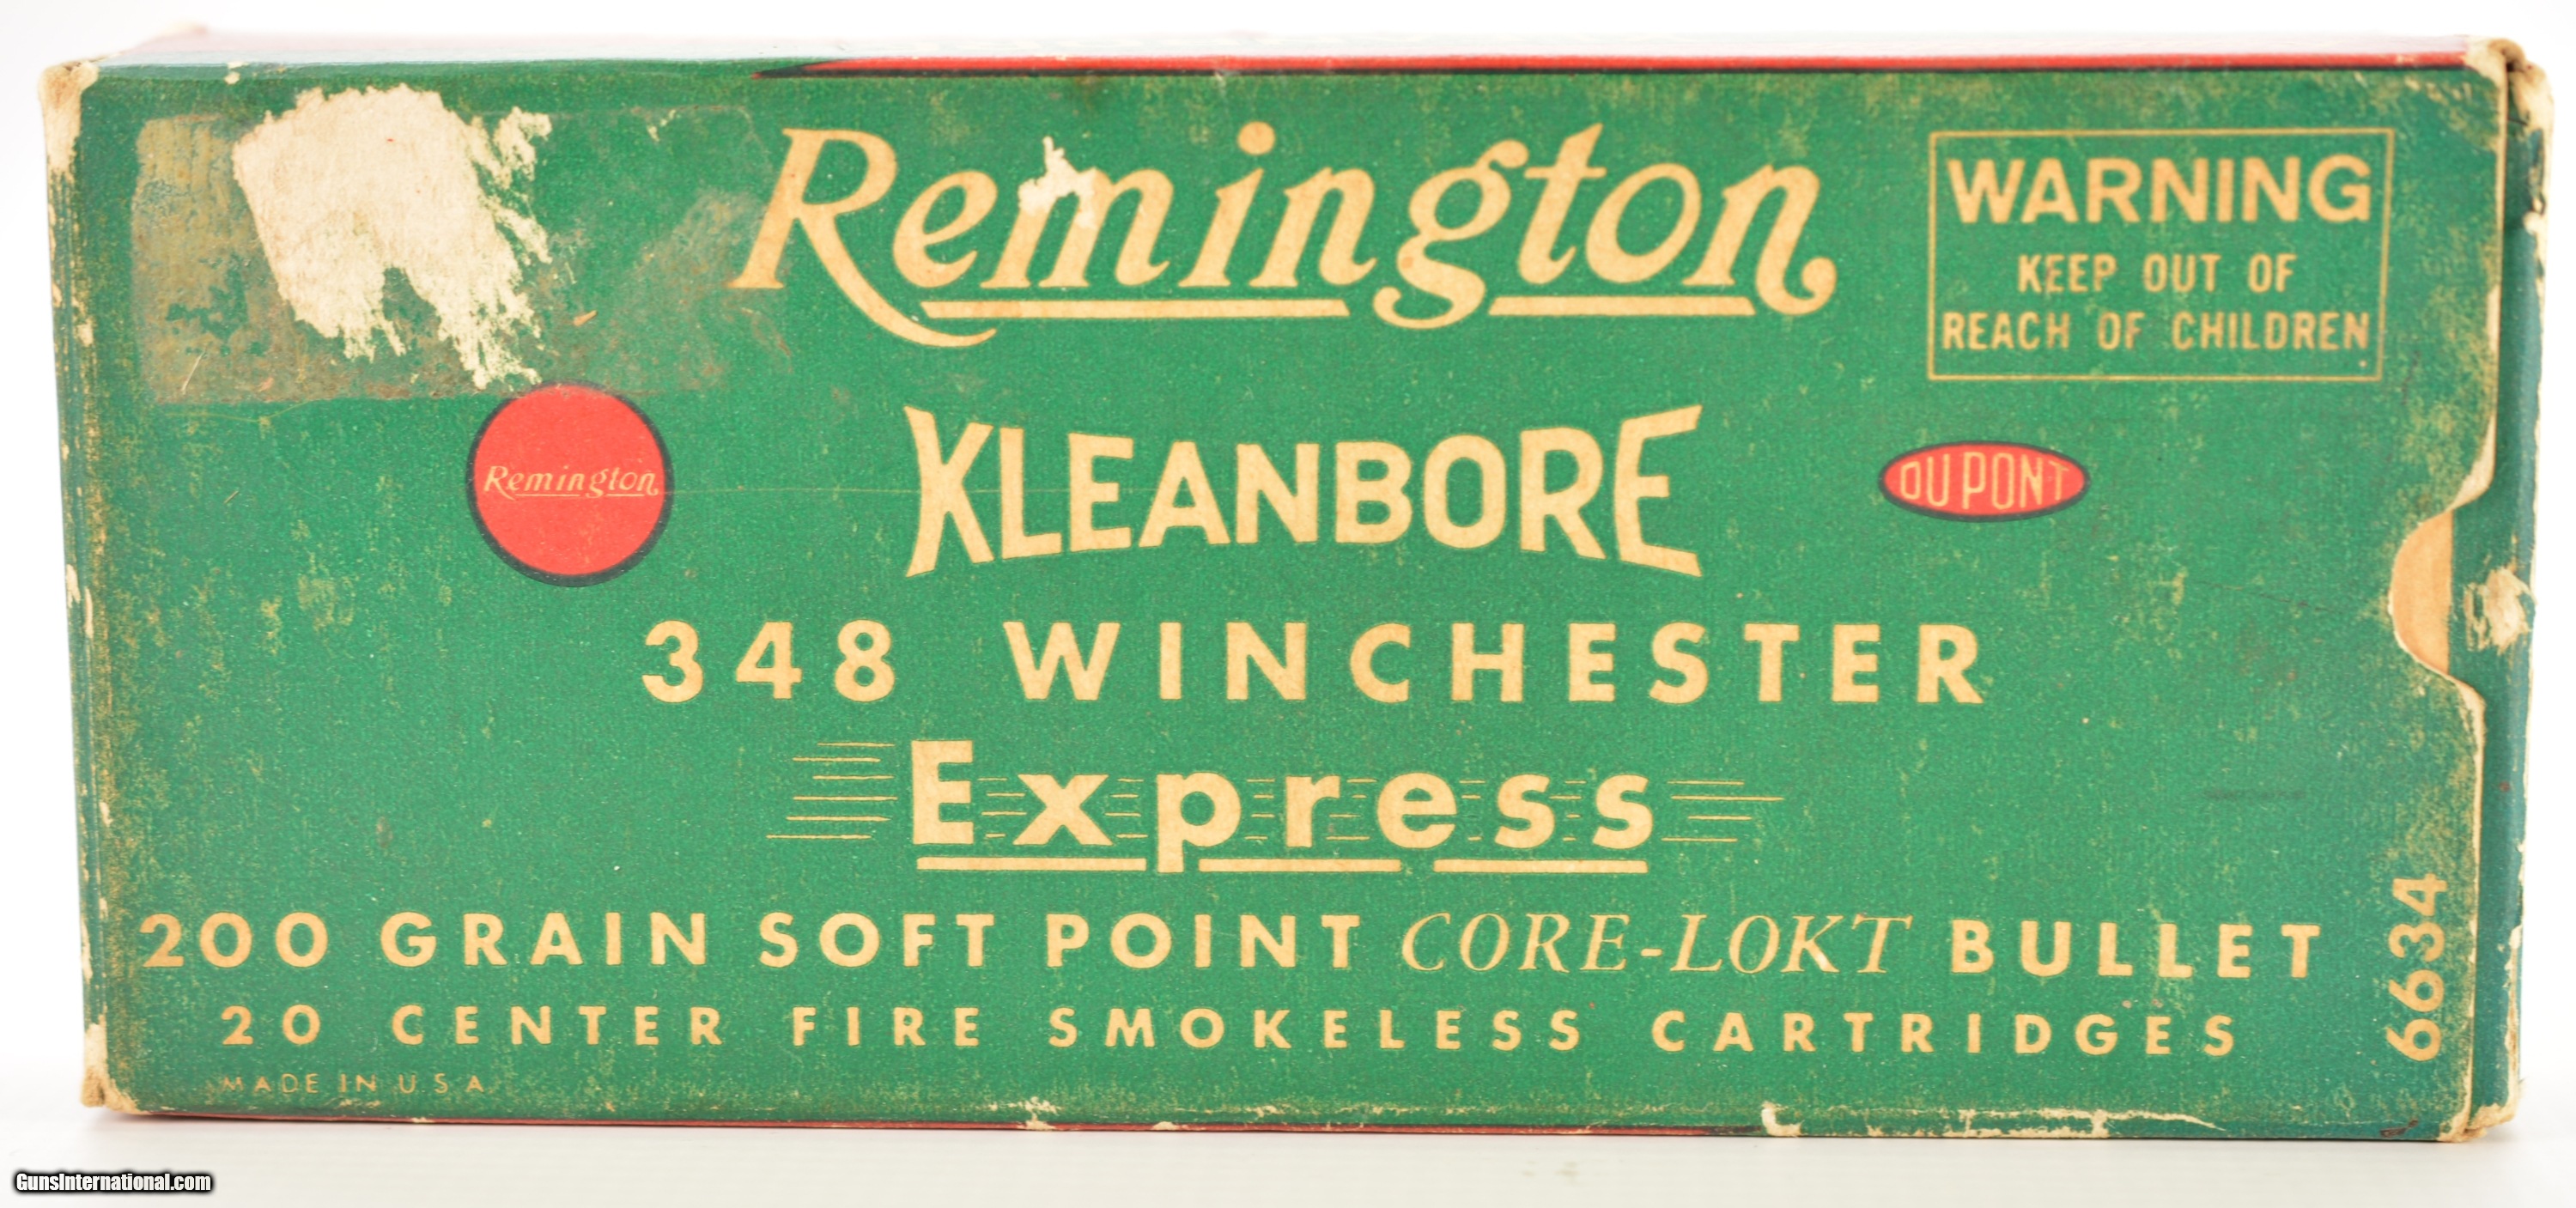 Remington
WARNING
KEEP OUT OF
REACH OF CHILDREN
Remington
KLEANBORE
DU PONT
348 WINCHESTER
Express
200 GRAIN SOFT POINT CORE-LOKT BULLET
20 CENTER FIRE SMOKELESS CARTRIDGES
MADE IN U.S.A.
6634
GunsInternational.com